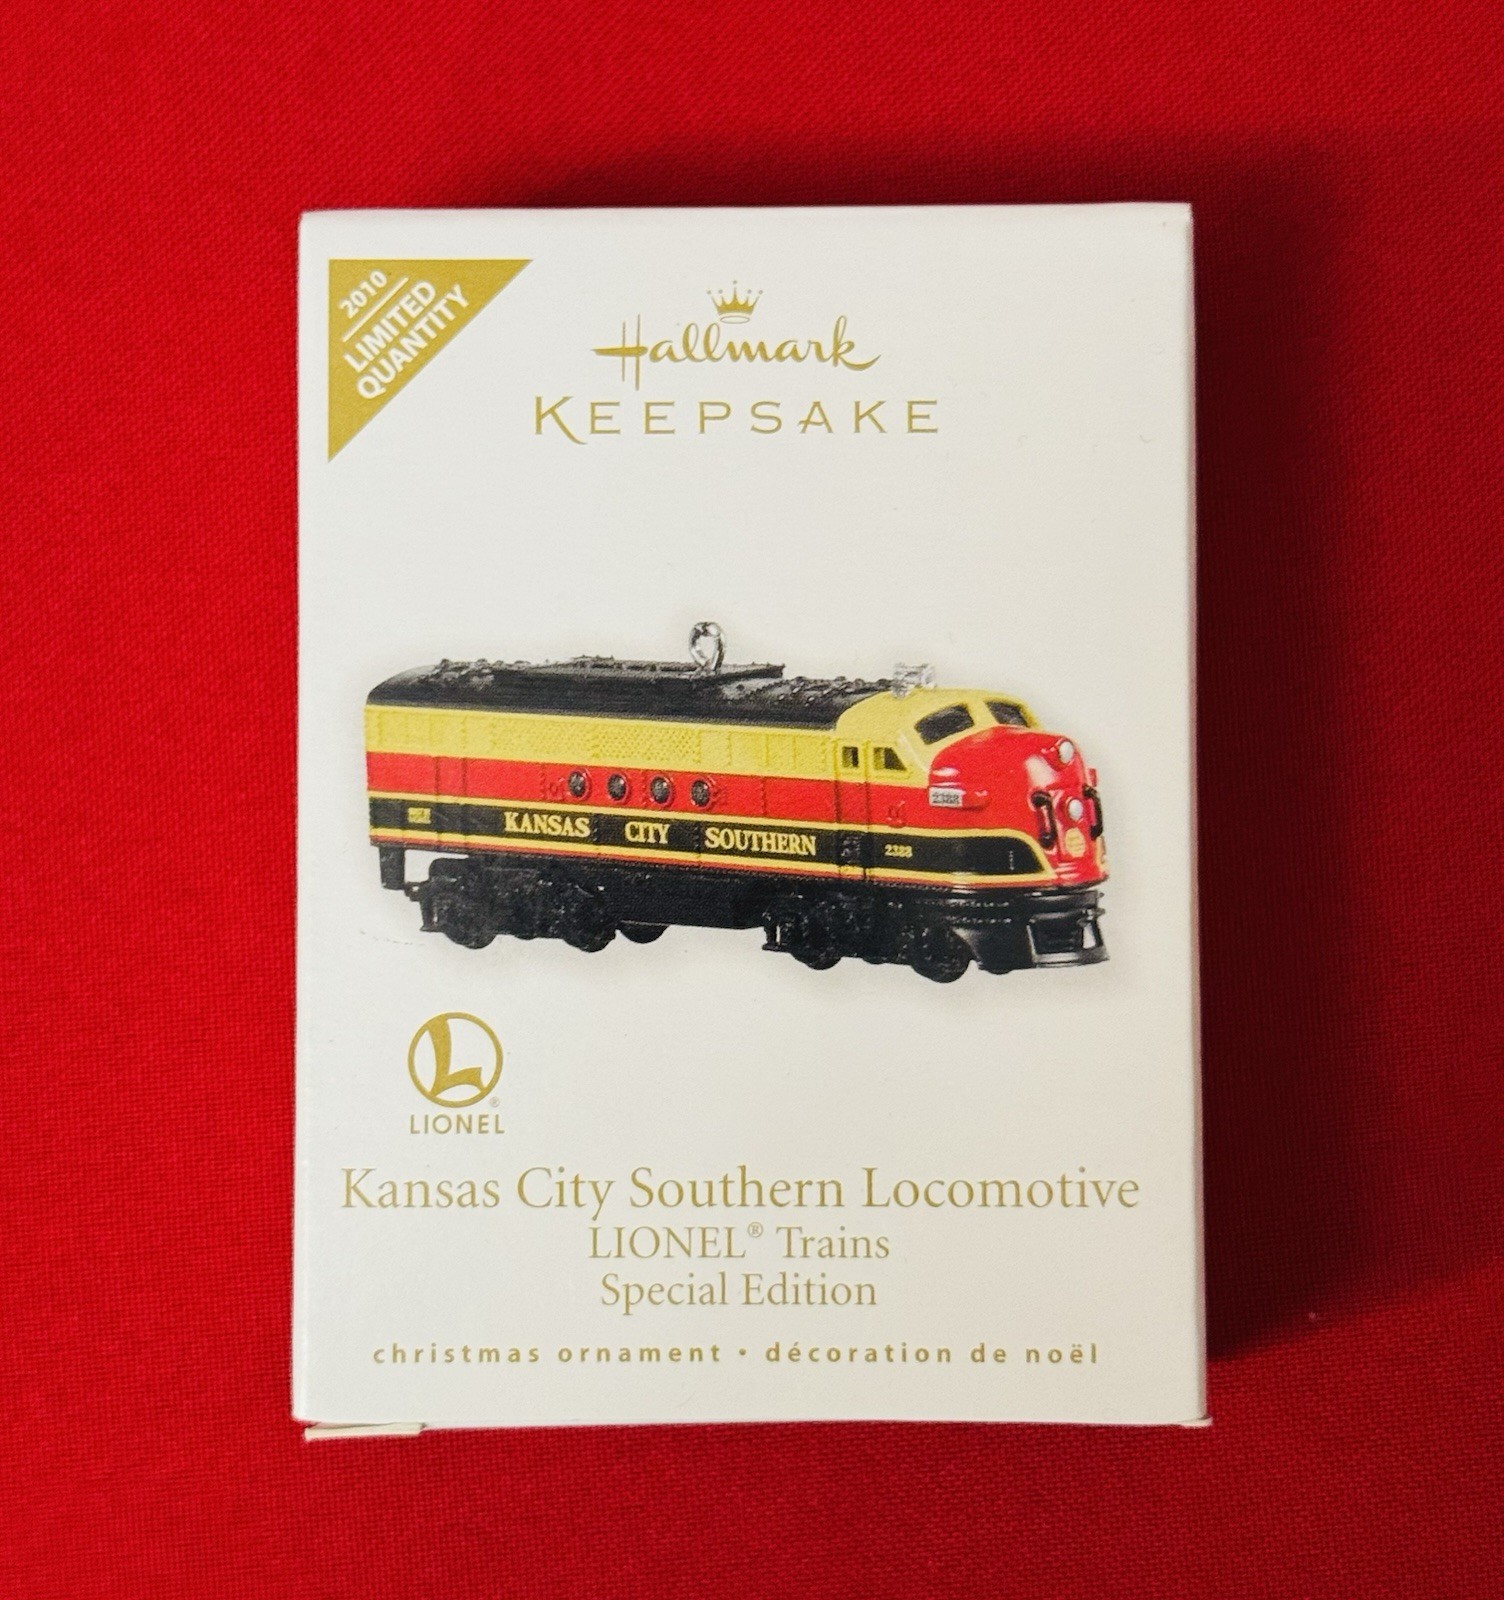 2010
LIMITED
QUANTITY
Hallmark
KEEPSAKE
2388
KANSAS CITY SOUTHERN
2388
L
®
LIONEL
Kansas City Southern Locomotive
LIONEL® Trains
Special Edition
christmas ornament • décoration de noël